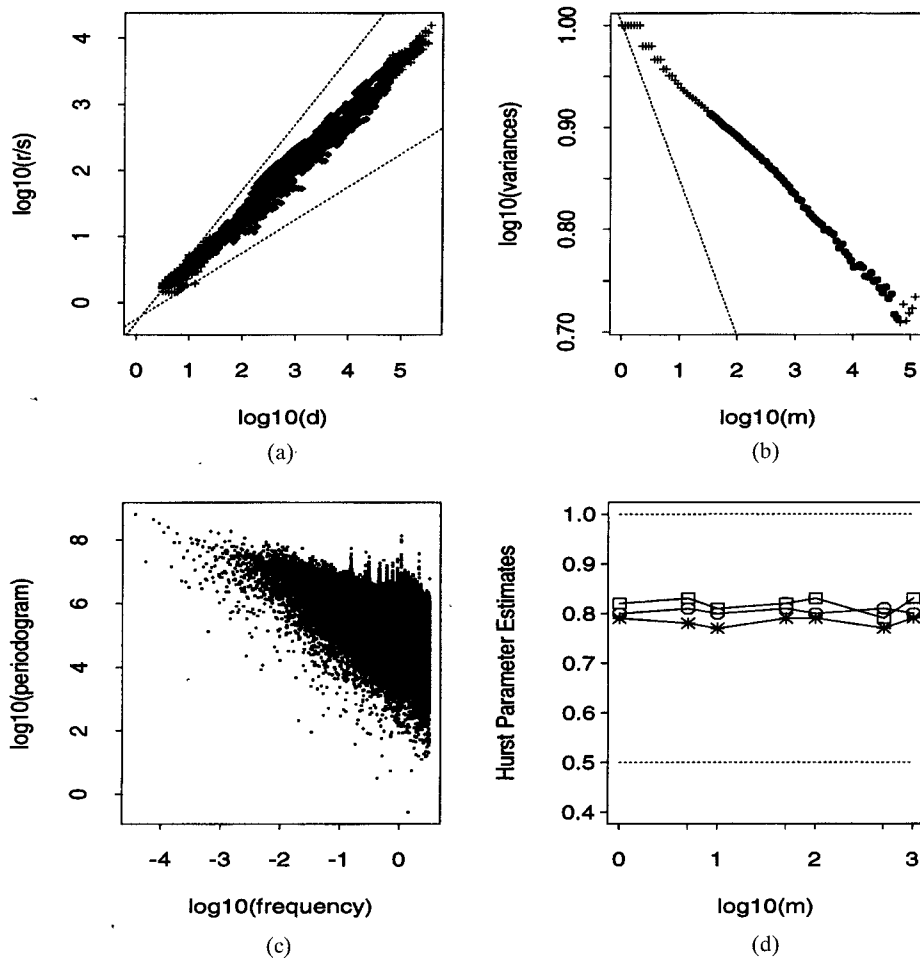 log10(r/s)
4
3
2
1
0
0 1 2 3 4 5
log10(d)
(a)
log10(variances)
1.00
0.90
0.80
0.70
0 1 2 3 4 5
log10(m)
(b)
log10(periodogram)
8
6
4
2
0
-4 -3 -2 -1 0
log10(frequency)
(c)
Hurst Parameter Estimates
1.0
0.9
0.8
0.7
0.6
0.5
0.4
0 1 2 3
log10(m)
(d)